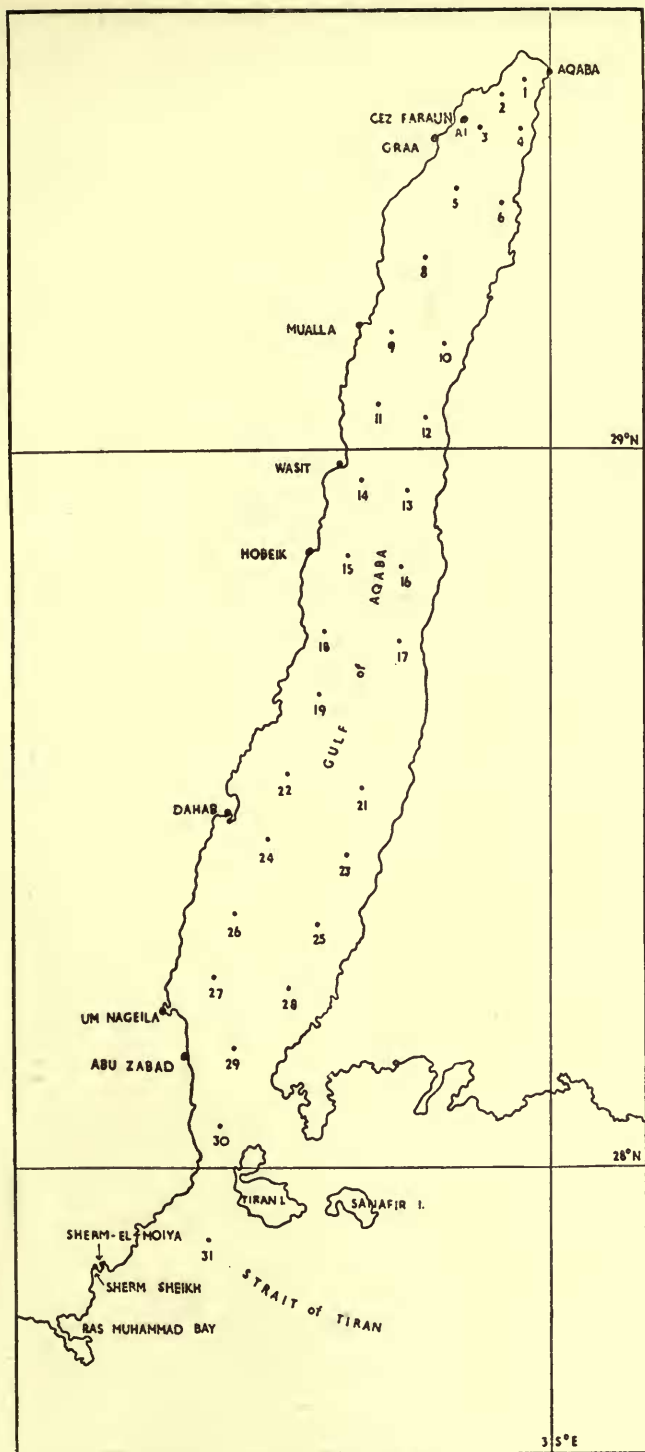 AQABA
1
2
GEZ FARAUN
A1
3
4
GRAA
5
6
8
MUALLA
9
10
11
12
29°N
WASIT
14
13
HOBEIK
15
16
AQABA
18
17
of
19
GULF
22
21
DAHAB
24
23
26
25
27
28
UM NAGEILA
ABU ZABAD
29
30
28°N
TIRAN I.
SANAFIR I.
SHERM-EL-MOIYA
31
SHERM SHEIKH
STRAIT of TIRAN
RAS MUHAMMAD BAY
35°E